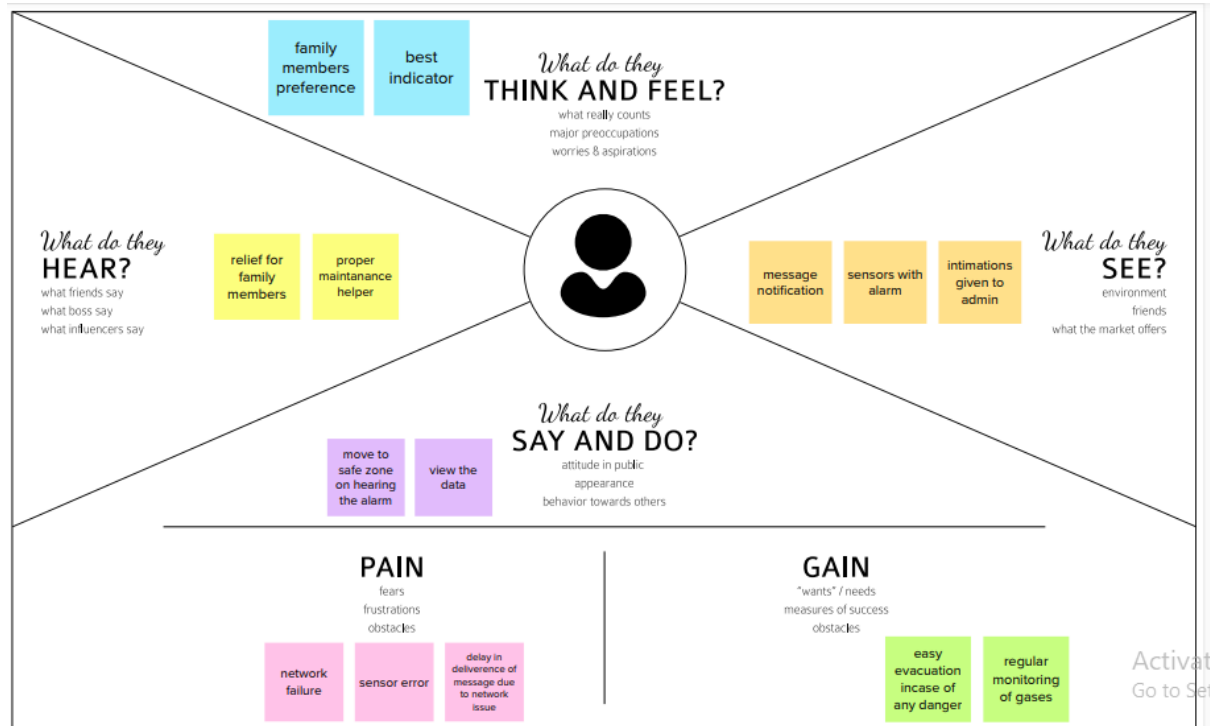 family
members
preference
best
indicator
What do they
THINK AND FEEL?
what really counts
major preoccupations
worries & aspirations
What do they
HEAR?
what friends say
what boss say
what influencers say
relief for
family
members
proper
maintanance
helper
message
notification
sensors with
alarm
intimations
given to
admin
What do they
SEE?
environment
friends
what the market offers
What do they
SAY AND DO?
attitude in public
appearance
behavior towards others
move to
safe zone
on hearing
the alarm
view the
data
PAIN
fears
frustrations
obstacles
network
failure
sensor error
delay in
deliverence of
message due
to network
issue
GAIN
"wants" / needs
measures of success
obstacles
easy
evacuation
incase of
any danger
regular
monitoring
of gases
Activat
Go to Set